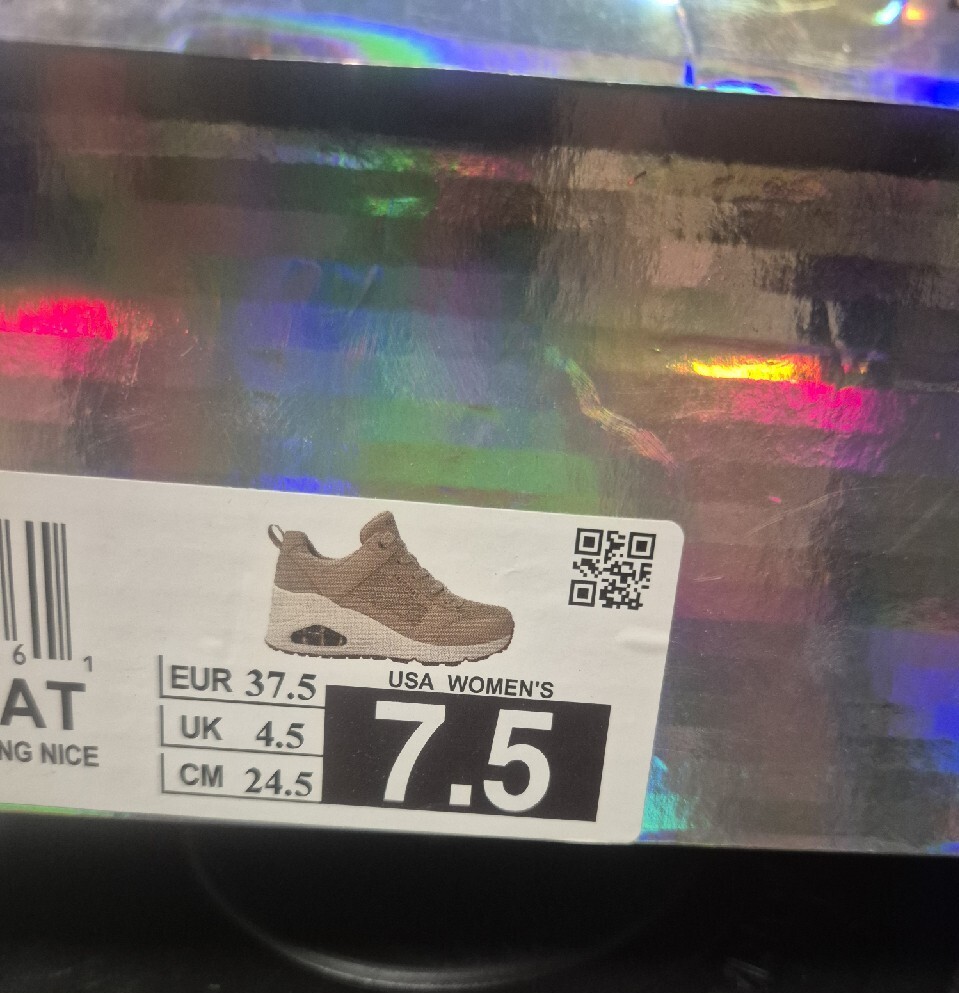 6 1
AT
NG NICE
EUR 37.5
UK 4.5
CM 24.5
USA WOMEN'S
7.5